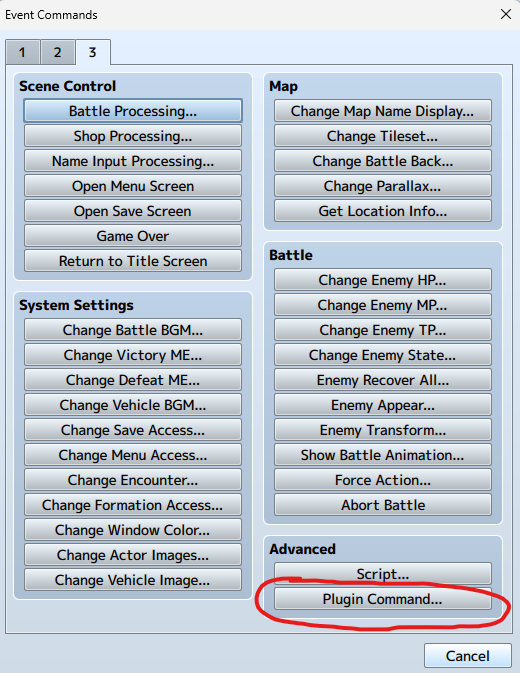 Event Commands
1 2 3
Scene Control
Battle Processing...
Shop Processing...
Name Input Processing...
Open Menu Screen
Open Save Screen
Game Over
Return to Title Screen
System Settings
Change Battle BGM...
Change Victory ME...
Change Defeat ME...
Change Vehicle BGM...
Change Save Access...
Change Menu Access...
Change Encounter...
Change Formation Access...
Change Window Color...
Change Actor Images...
Change Vehicle Image...
Map
Change Map Name Display...
Change Tileset...
Change Battle Back...
Change Parallax...
Get Location Info...
Battle
Change Enemy HP...
Change Enemy MP...
Change Enemy TP...
Change Enemy State...
Enemy Recover All...
Enemy Appear...
Enemy Transform...
Show Battle Animation...
Force Action...
Abort Battle
Advanced
Script...
Plugin Command...
Cancel